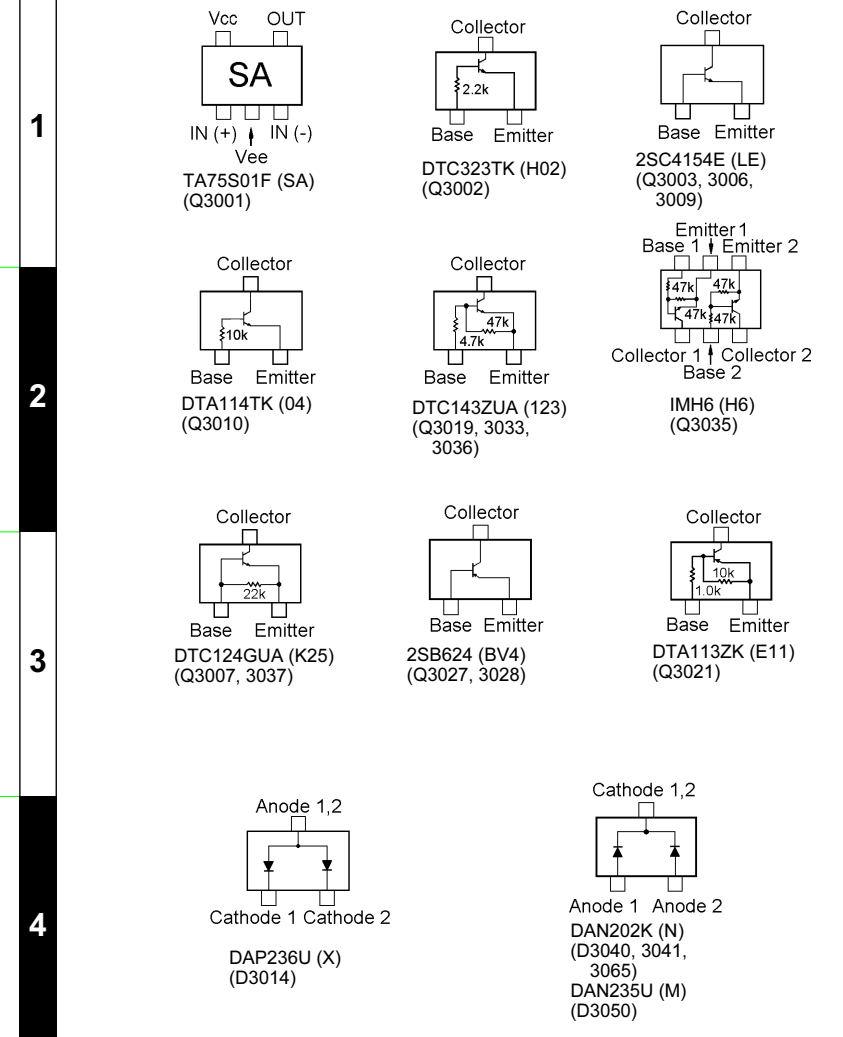 1
Vcc OUT
SA
IN (+) IN (-)
Vee
TA75S01F (SA)
(Q3001)
Collector
2.2k
Base Emitter
DTC323TK (H02)
(Q3002)
Collector
Base Emitter
2SC4154E (LE)
(Q3003, 3006,
3009)
2
Collector
10k
Base Emitter
DTA114TK (04)
(Q3010)
Collector
47k
4.7k
Base Emitter
DTC143ZUA (123)
(Q3019, 3033,
3036)
Emitter 1
Base 1 Emitter 2
47k 47k
47k 47k
Collector 1 Collector 2
Base 2
IMH6 (H6)
(Q3035)
3
Collector
22k
Base Emitter
DTC124GUA (K25)
(Q3007, 3037)
Collector
Base Emitter
2SB624 (BV4)
(Q3027, 3028)
Collector
10k
1.0k
Base Emitter
DTA113ZK (E11)
(Q3021)
4
Anode 1,2
Cathode 1 Cathode 2
DAP236U (X)
(D3014)
Cathode 1,2
Anode 1 Anode 2
DAN202K (N)
(D3040, 3041,
3065)
DAN235U (M)
(D3050)